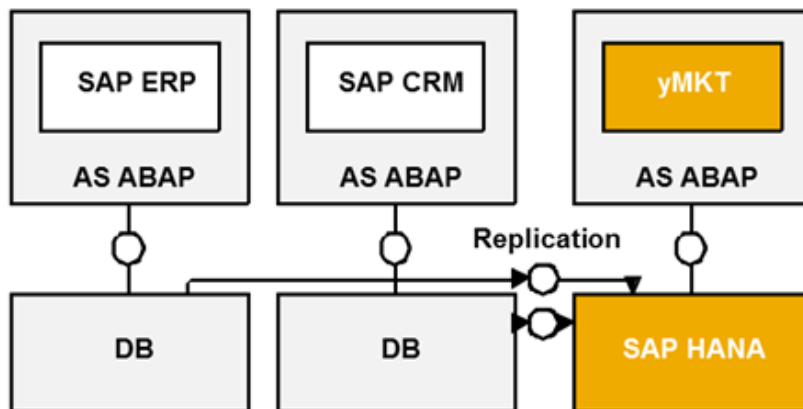 SAP ERP
SAP CRM
yMKT
AS ABAP
AS ABAP
AS ABAP
Replication
DB
DB
SAP HANA